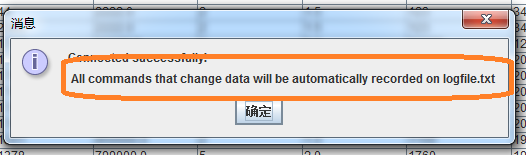 消息
Connected successfully!
All commands that change data will be automatically recorded on logfile.txt
确定